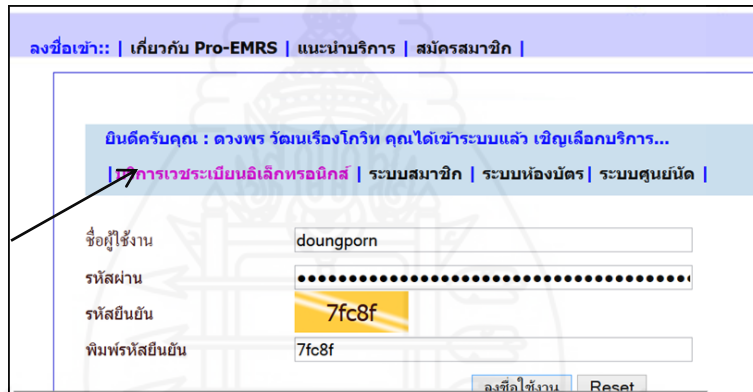 ลงชื่อเข้า:: | เกี่ยวกับ Pro-EMRS | แนะนำบริการ | สมัครสมาชิก |
ยินดีครับคุณ : ดวงพร วัฒนเรืองโกวิท คุณได้เข้าระบบแล้ว เชิญเลือกบริการ...
|บริการเวชระเบียนอิเล็กทรอนิกส์ | ระบบสมาชิก | ระบบห้องบัตร| ระบบศูนย์นัด |
ชื่อผู้ใช้งาน doungporn
รหัสผ่าน
รหัสยืนยัน 7fc8f
พิมพ์รหัสยืนยัน 7fc8f
ลงชื่อใช้งาน Reset